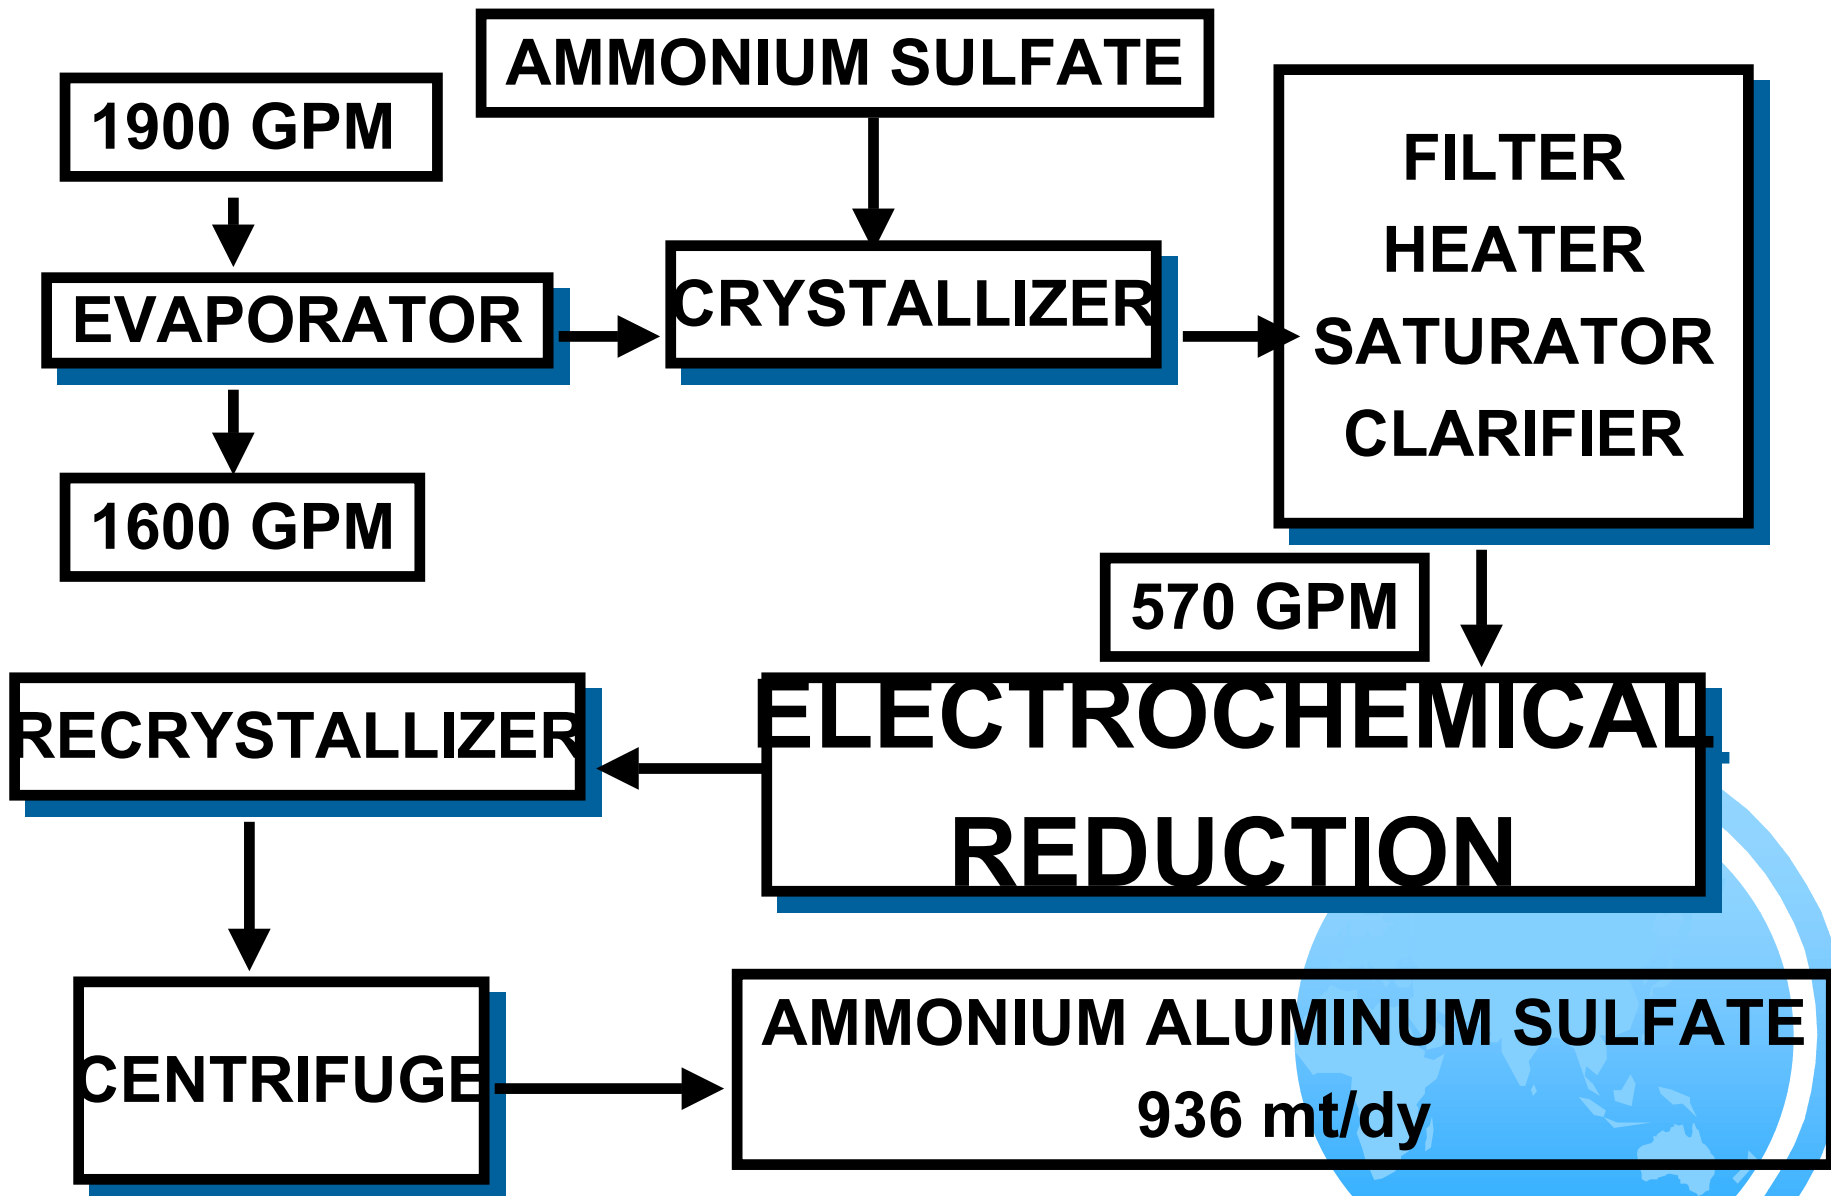 AMMONIUM SULFATE
1900 GPM
FILTER
HEATER
SATURATOR
CLARIFIER
EVAPORATOR
CRYSTALLIZER
1600 GPM
570 GPM
ELECTROCHEMICAL
REDUCTION
RECRYSTALLIZER
CENTRIFUGE
AMMONIUM ALUMINUM SULFATE
936 mt/dy